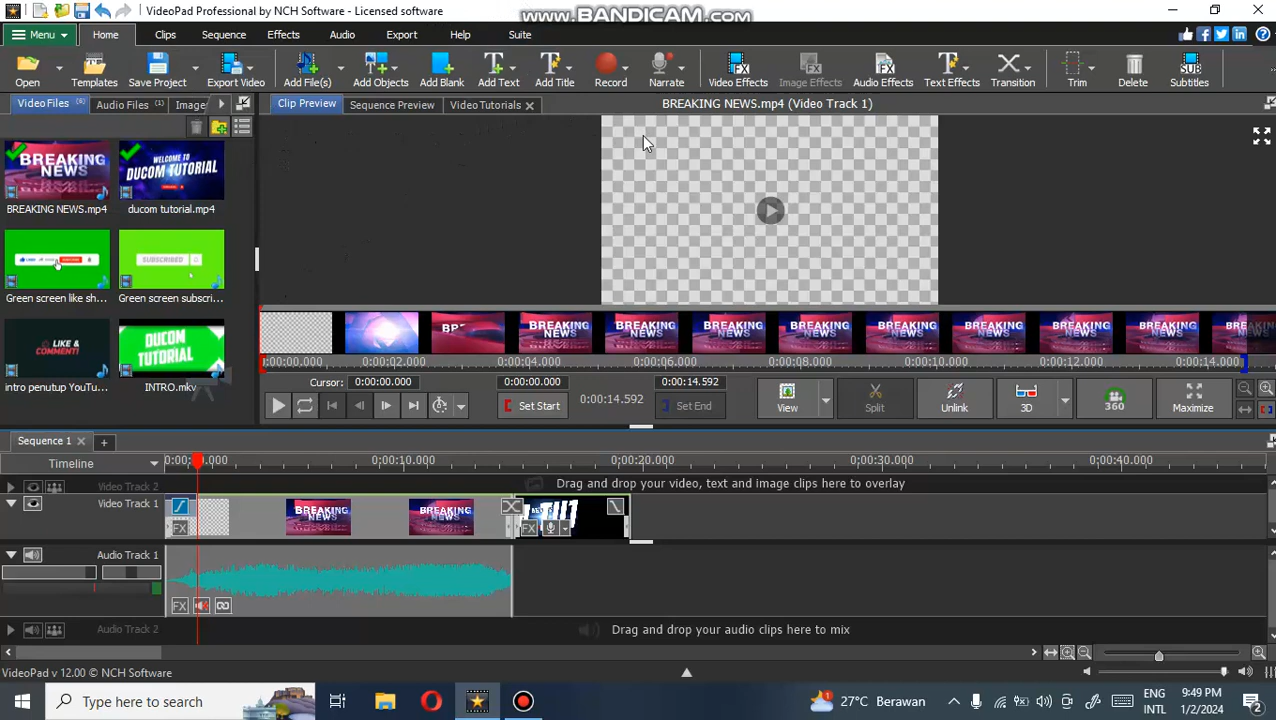 VideoPad Professional by NCH Software - Licensed software
www.BANDICAM.com
Menu Home Clips Sequence Effects Audio Export Help Suite
Open Templates Save Project Export Video Add File(s) Add Objects Add Blank Add Text Add Title Record Narrate Video Effects Image Effects Audio Effects Text Effects Transition Trim Delete Subtitles
Video Files (6) Audio Files (1) Image
Clip Preview Sequence Preview Video Tutorials
BREAKING NEWS.mp4 (Video Track 1)
BREAKING NEWS
WELCOME TO DUCOM TUTORIAL
BREAKING NEWS.mp4 ducom tutorial.mp4
SUBSCRIBED
Green screen like sh... Green screen subscri...
LIKE & COMMENT!
DUCOM TUTORIAL
intro penutup YouTu... INTRO.mkv
BREAKING NEWS BREAKING NEWS BREAKING NEWS BREAKING NEWS BREAKING NEWS BREAKING NEWS BREAKING NEWS
0:00:00.000 0:00:02.000 0:00:04.000 0:00:06.000 0:00:08.000 0:00:10.000 0:00:12.000 0:00:14.000
Cursor: 0:00:00.000 0:00:00.000 0:00:14.592
0:00:14.592
Set Start Set End
View Split Unlink 3D 360 Maximize
Sequence 1
Timeline 0:00:10.000 0:00:20.000 0:00:30.000 0:00:40.000
Video Track 2 Drag and drop your video, text and image clips here to overlay
Video Track 1
BREAKING NEWS BREAKING NEWS
FX FX
Audio Track 1
FX
Audio Track 2 Drag and drop your audio clips here to mix
VideoPad v 12.00 © NCH Software
Type here to search
27°C Berawan
ENG INTL
9:49 PM
1/2/2024
2